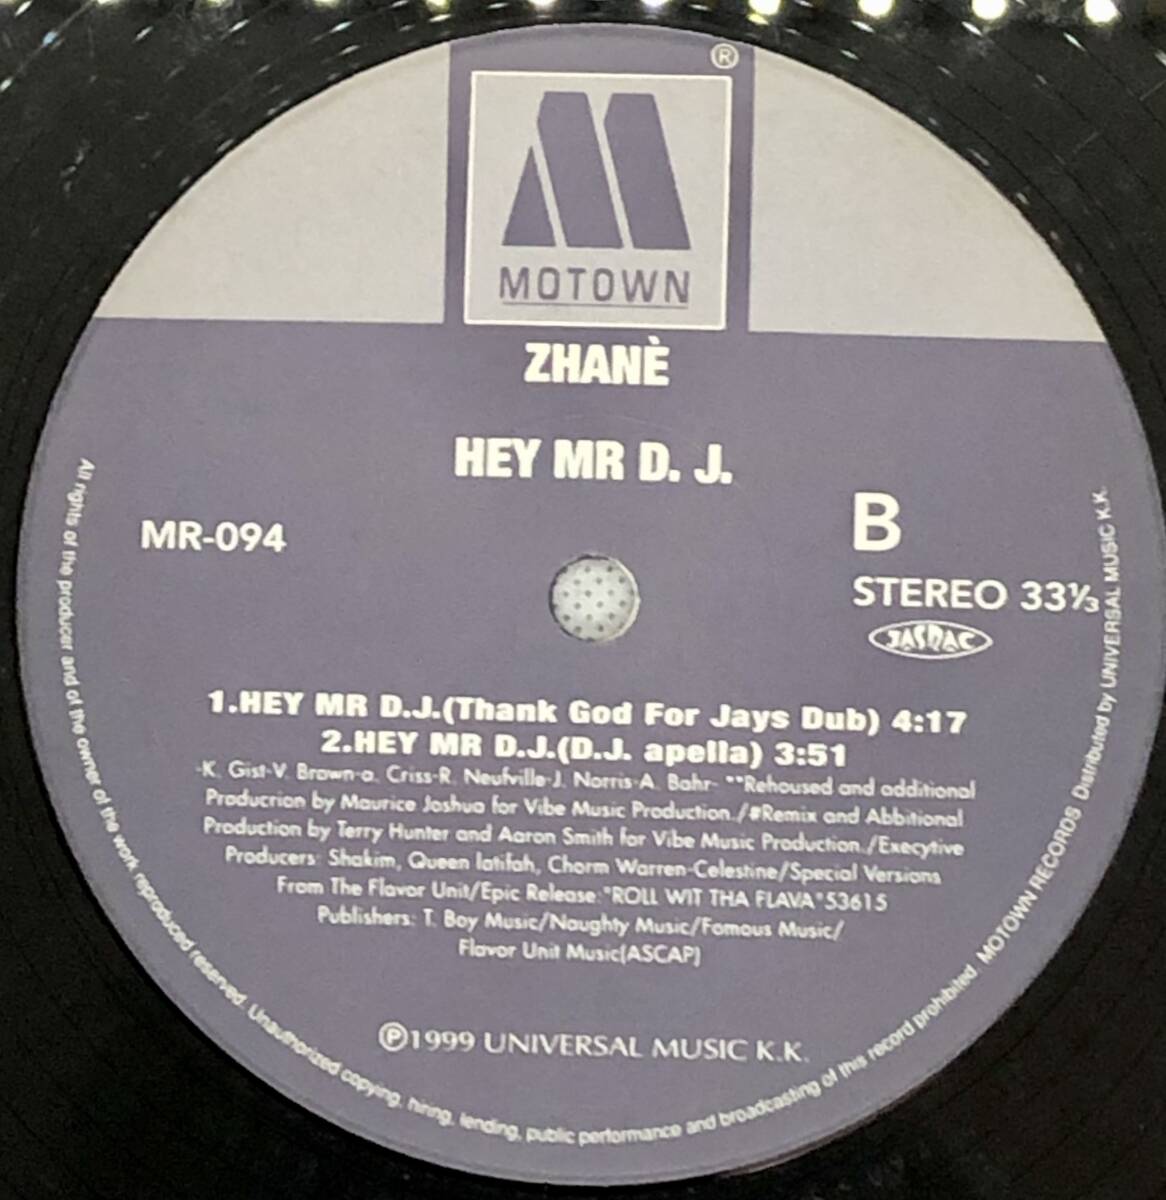 ®
MOTOWN
ZHANÈ
HEY MR D. J.
MR-094
B
STEREO 33⅓
JASRAC
1.HEY MR D.J.(Thank God For Jays Dub) 4:17
2.HEY MR D.J.(D.J. apella) 3:51
-K. Gist-V. Brown-a. Criss-R. Neufville-J. Norris-A. Bahr- **Rehoused and additional
Producrion by Maurice Joshua for Vibe Music Production./#Remix and Abbitional
Production by Terry Hunter and Aaron Smith for Vibe Music Production./Execytive
Producers: Shakim, Queen latifah, Chorm Warren-Celestine/Special Versions
From The Flavor Unit/Epic Release:"ROLL WIT THA FLAVA"53615
Publishers: T. Boy Music/Naughty Music/Famous Music/
Flavor Unit Music(ASCAP)
℗1999 UNIVERSAL MUSIC K.K.
All rights of the producer and of the owner of the work reproduced reserved. Unauthorized copying, hiring, lending, public performance and broadcasting of this record prohibited. MOTOWN RECORDS Distributed by UNIVERSAL MUSIC K.K.